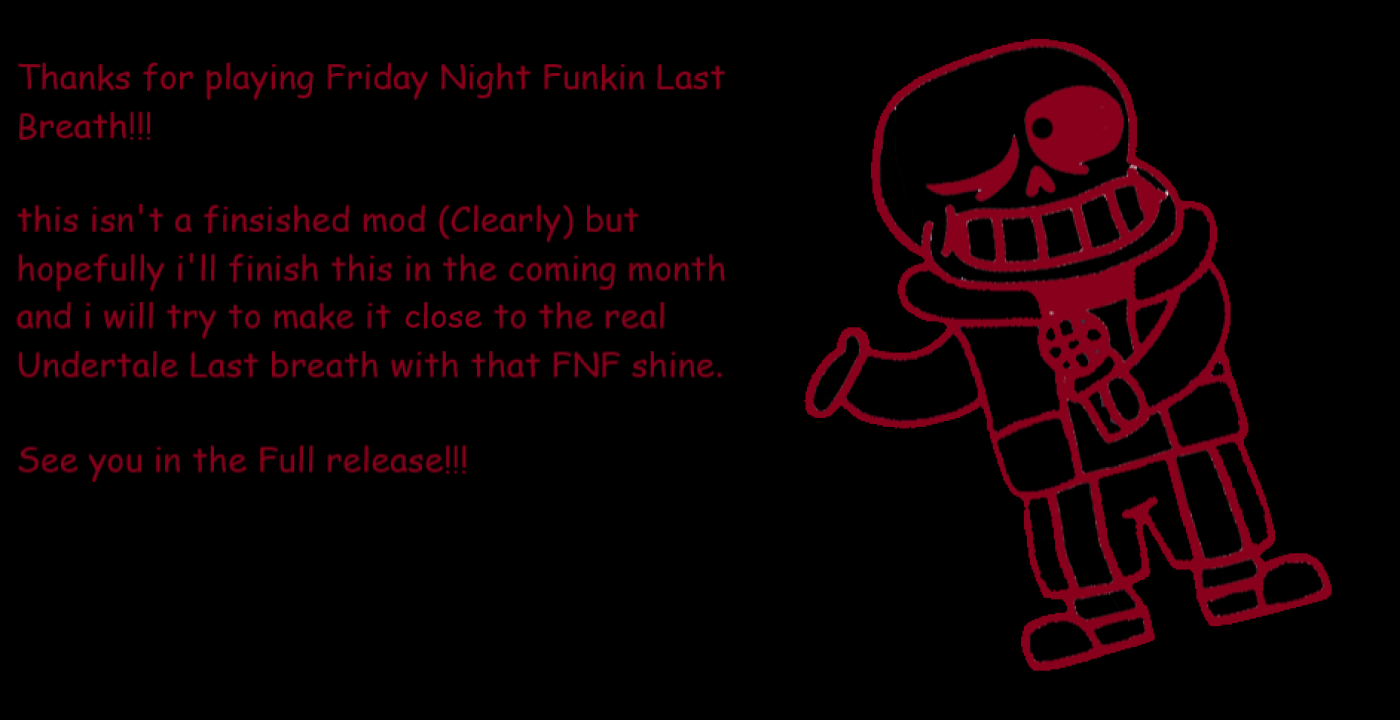 Thanks for playing Friday Night Funkin Last
Breath!!!
this isn't a finsished mod (Clearly) but
hopefully i'll finish this in the coming month
and i will try to make it close to the real
Undertale Last breath with that FNF shine.
See you in the Full release!!!